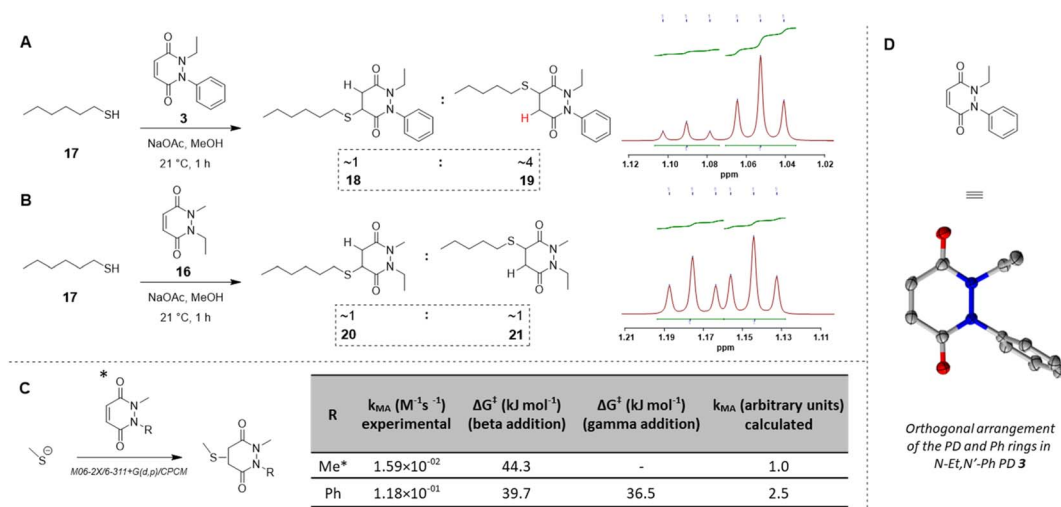 A
3
NaOAc, MeOH
21 °C, 1 h
17
SH
O
N
N
O
H
O
S
N
N
O
:
S
O
N
N
H
O
~1 : ~4
18 19
1.12 1.10 1.08 1.06 1.04 1.02
ppm
B
16
NaOAc, MeOH
21 °C, 1 h
17
SH
O
N
N
O
H
O
S
N
N
O
:
S
O
N
N
H
O
~1 : ~1
20 21
1.21 1.19 1.17 1.15 1.13 1.11
ppm
C
*
O
N
N
R
O
S
⊖
M06-2X/6-311+G(d,p)/CPCM
O
S
N
N
R
O
R
kMA (M-1s -1)
experimental
ΔG‡ (kJ mol-1)
(beta addition)
ΔG‡ (kJ mol-1)
(gamma addition)
kMA (arbitrary units)
calculated
Me* 1.59×10-02 44.3 - 1.0
Ph 1.18×10-01 39.7 36.5 2.5
D
O
N
N
O
≡
Orthogonal arrangement
of the PD and Ph rings in
N-Et,N’-Ph PD 3